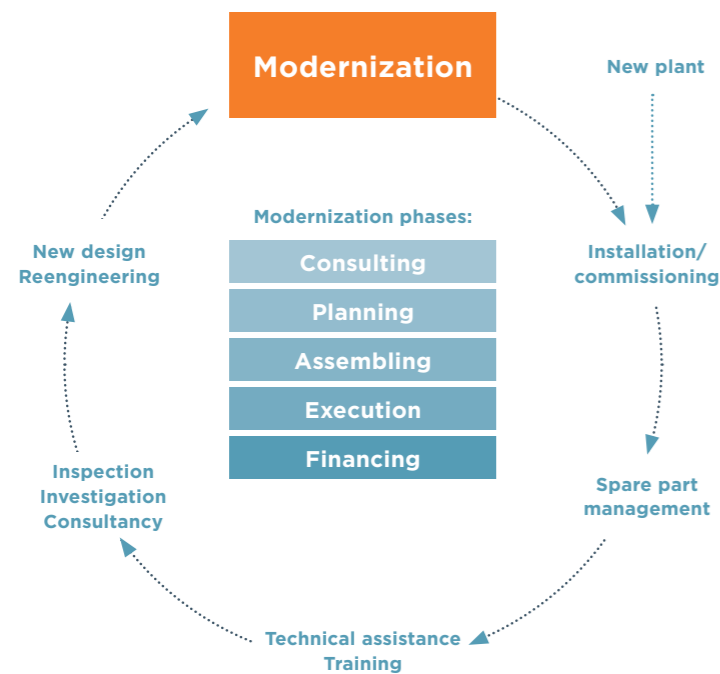 Modernization
New plant
Modernization phases:
Consulting
Planning
Assembling
Execution
Financing
Installation/
commissioning
Spare part
management
Technical assistance
Training
Inspection
Investigation
Consultancy
New design
Reengineering